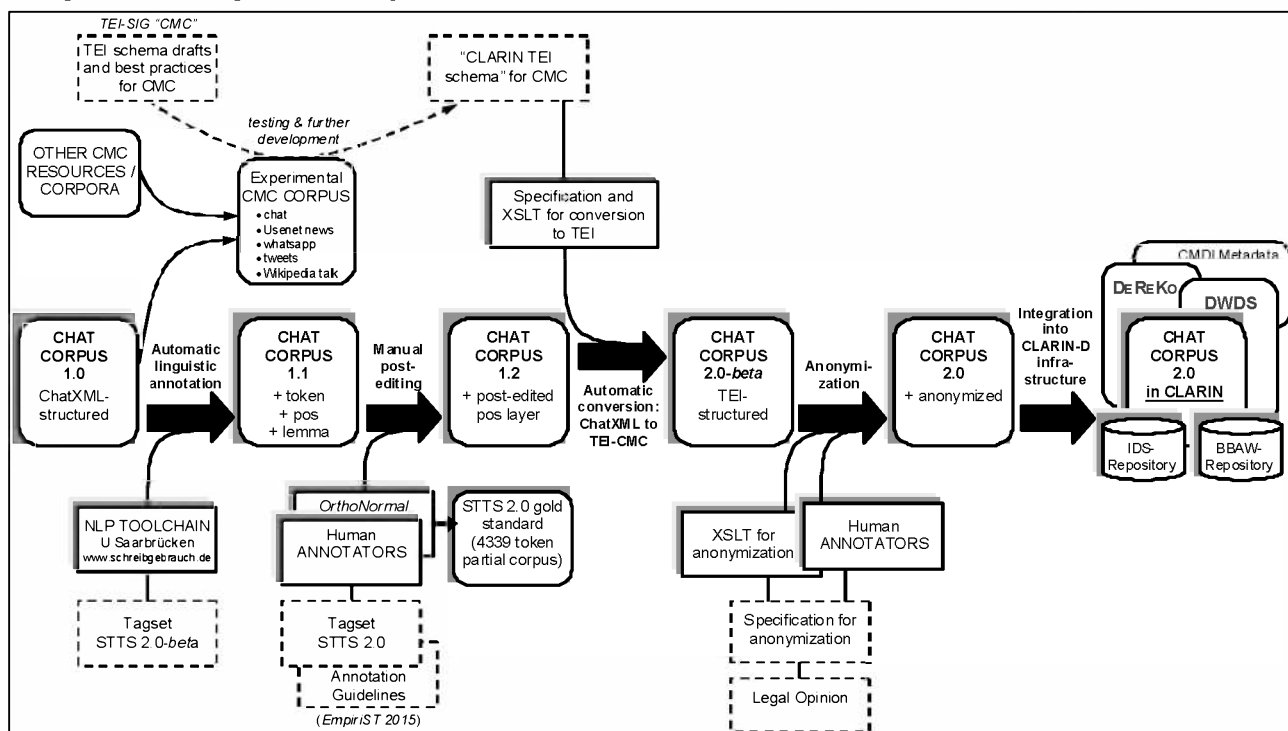 TEI-SIG "CMC"
TEI schema drafts
and best practices
for CMC
"CLARIN TEI
schema" for CMC
testing & further
development
OTHER CMC
RESOURCES /
CORPORA
Experimental
CMC CORPUS
• chat
• Usenet news
• whatsapp
• tweets
• Wikipedia talk
Specification and
XSLT for conversion
to TEI
CMDI Metadata
DEREKO
DWDS
CHAT
CORPUS
1.0
ChatXML-
structured
Automatic
linguistic
annotation
CHAT
CORPUS
1.1
+ token
+ pos
+ lemma
Manual
post-
editing
CHAT
CORPUS
1.2
+ post-edited
pos layer
Automatic
conversion:
ChatXML to
TEI-CMC
CHAT
CORPUS
2.0-beta
TEI-
structured
Anonymi-
zation
CHAT
CORPUS
2.0
+ anonymized
Integration
into
CLARIN-D
infra-
structure
CHAT
CORPUS
2.0
in CLARIN
IDS-
Repository
BBAW-
Repository
NLP TOOLCHAIN
U Saarbrücken
www.schreibgebrauch.de
Tagset
STTS 2.0-beta
OrthoNormal
Human
ANNOTATORS
STTS 2.0 gold
standard
(4339 token
partial corpus)
Tagset
STTS 2.0
Annotation
Guidelines
(EmpiriST 2015)
XSLT for
anonymization
Human
ANNOTATORS
Specification for
anonymization
Legal Opinion